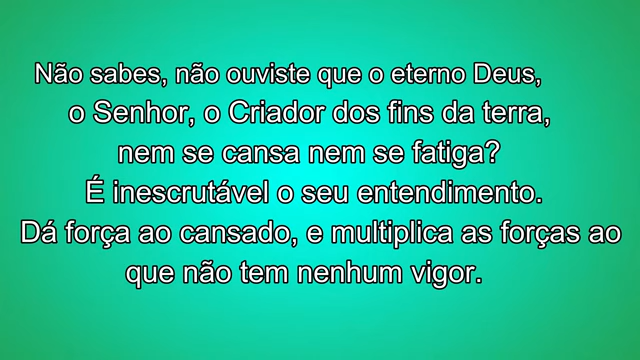 Não sabes, não ouviste que o eterno Deus,
o Senhor, o Criador dos fins da terra,
nem se cansa nem se fatiga?
É inescrutável o seu entendimento.
Dá força ao cansado, e multiplica as forças ao
que não tem nenhum vigor.